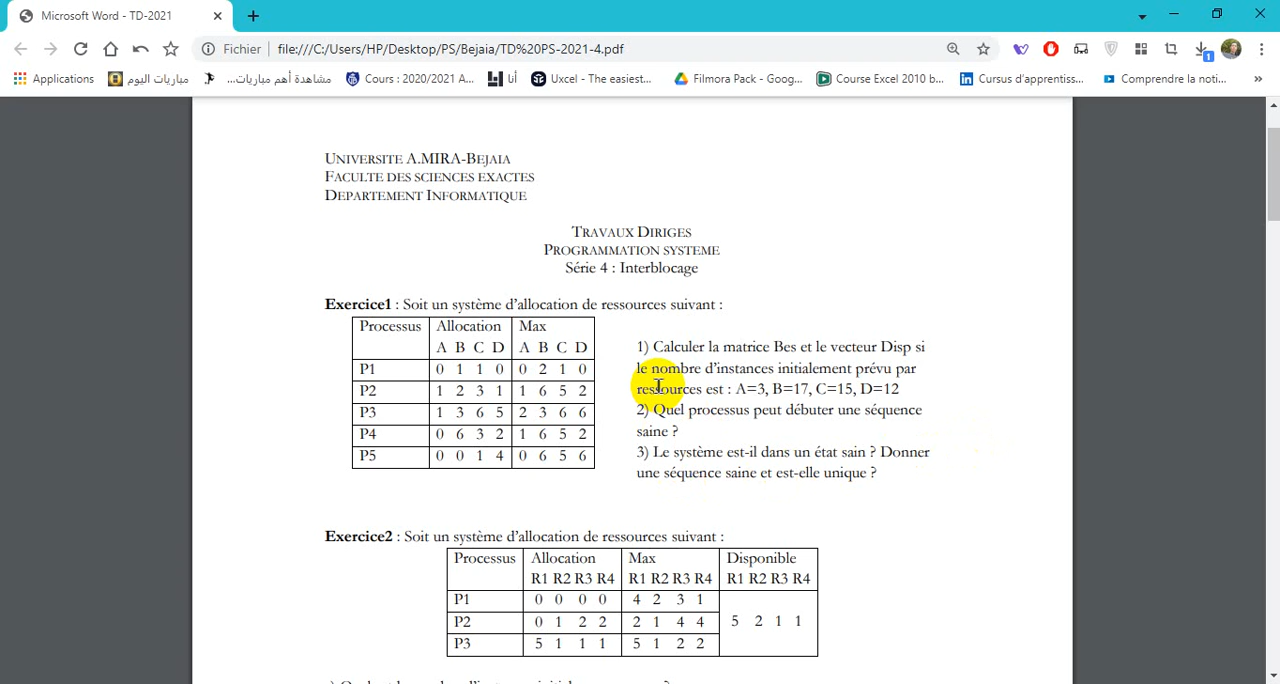 Microsoft Word - TD-2021
Fichier
file:///C:/Users/HP/Desktop/PS/Bejaia/TD%20PS-2021-4.pdf
Applications
مباريات اليوم
مشاهدة أهم مباريات...
Cours : 2020/2021 A...
أنا
Uxcel - The easiest...
Filmora Pack - Goog...
Course Excel 2010 b...
Cursus d'apprentiss...
Comprendre la noti...
»
UNIVERSITE A.MIRA-BEJAIA
FACULTE DES SCIENCES EXACTES
DEPARTEMENT INFORMATIQUE
TRAVAUX DIRIGES
PROGRAMMATION SYSTEME
Série 4 : Interblocage
Exercice1 : Soit un système d'allocation de ressources suivant :
Processus Allocation Max
A B C D A B C D
P1 0 1 1 0 0 2 1 0
P2 1 2 3 1 1 6 5 2
P3 1 3 6 5 2 3 6 6
P4 0 6 3 2 1 6 5 2
P5 0 0 1 4 0 6 5 6
1) Calculer la matrice Bes et le vecteur Disp si
le nombre d'instances initialement prévu par
ressources est : A=3, B=17, C=15, D=12
2) Quel processus peut débuter une séquence
saine ?
3) Le système est-il dans un état sain ? Donner
une séquence saine et est-elle unique ?
Exercice2 : Soit un système d'allocation de ressources suivant :
Processus Allocation Max Disponible
R1 R2 R3 R4 R1 R2 R3 R4 R1 R2 R3 R4
P1 0 0 0 0 4 2 3 1
P2 0 1 2 2 2 1 4 4 5 2 1 1
P3 5 1 1 1 5 1 2 2